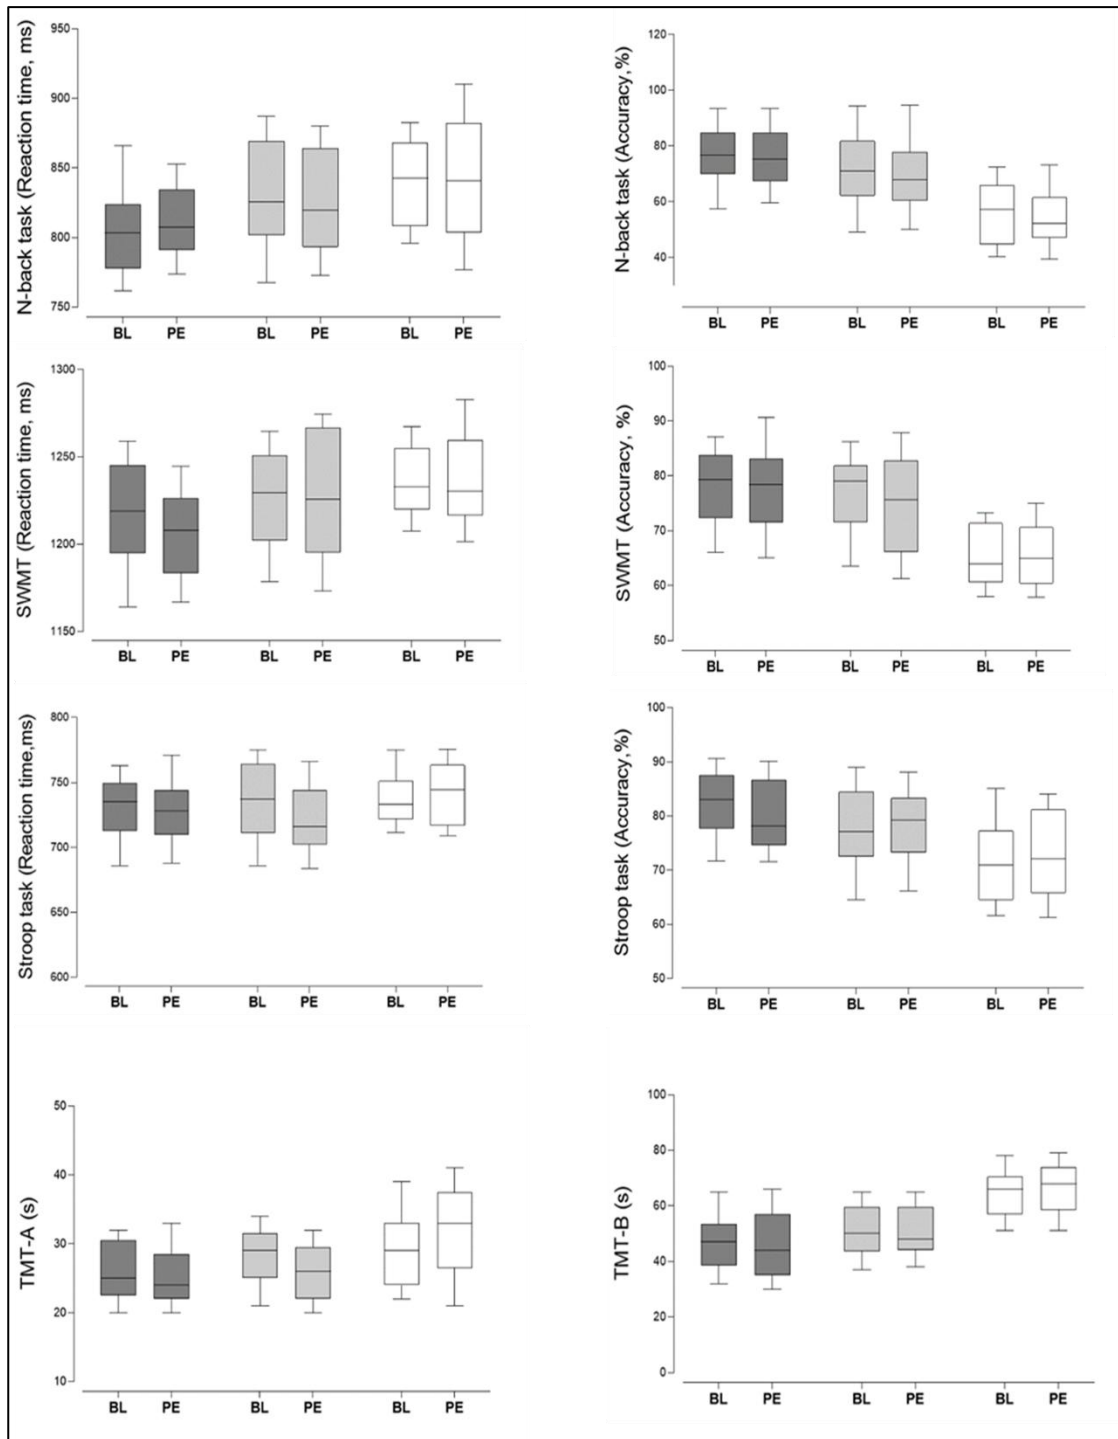 N-back task (Reaction time, ms)
950
900
850
800
750
BL PE BL PE BL PE
N-back task (Accuracy,%)
120
100
80
60
40
BL PE BL PE BL PE
SWMT (Reaction time, ms)
1300
1250
1200
1150
BL PE BL PE BL PE
SWMT (Accuracy, %)
100
90
80
70
60
50
BL PE BL PE BL PE
Stroop task (Reaction time,ms)
800
750
700
650
600
BL PE BL PE BL PE
Stroop task (Accuracy,%)
100
90
80
70
60
50
BL PE BL PE BL PE
TMT-A (s)
50
40
30
20
10
BL PE BL PE BL PE
TMT-B (s)
100
80
60
40
20
0
BL PE BL PE BL PE